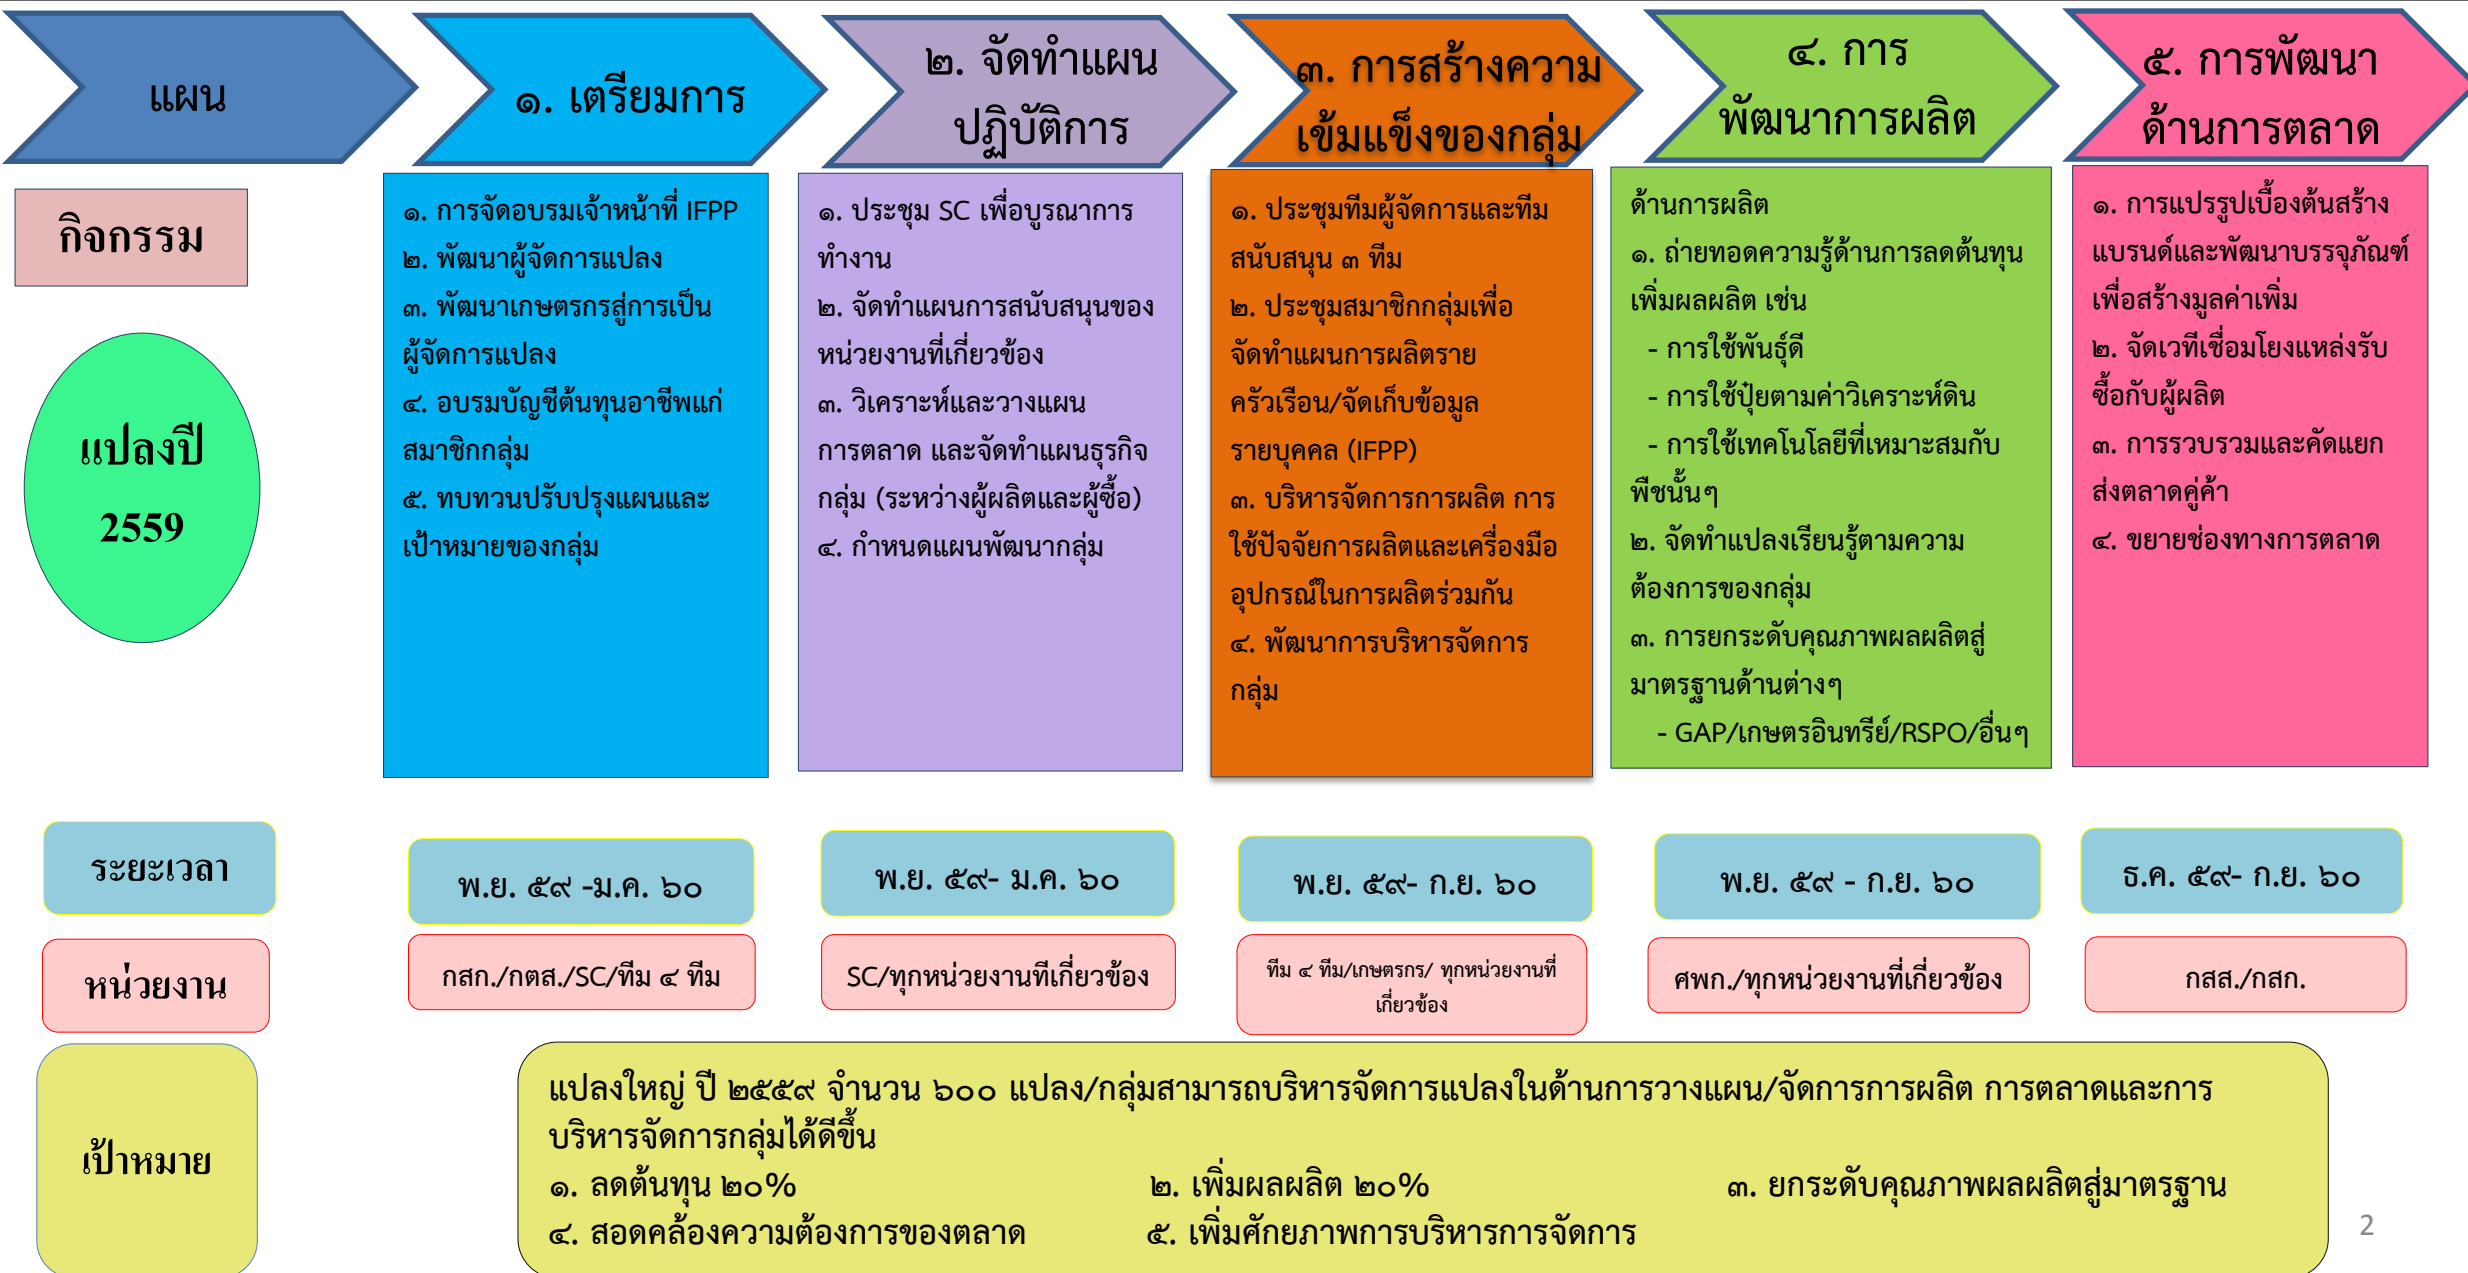 แผน
๑. เตรียมการ
๒. จัดทำแผน
ปฏิบัติการ
๓. การสร้างความ
เข้มแข็งของกลุ่ม
๔. การ
พัฒนาการผลิต
๕. การพัฒนา
ด้านการตลาด
กิจกรรม
แปลงปี
2559
๑. การจัดอบรมเจ้าหน้าที่ IFPP
๒. พัฒนาผู้จัดการแปลง
๓. พัฒนาเกษตรกรสู่การเป็น
ผู้จัดการแปลง
๔. อบรมบัญชีต้นทุนอาชีพแก่
สมาชิกกลุ่ม
๕. ทบทวนปรับปรุงแผนและ
เป้าหมายของกลุ่ม
๑. ประชุม SC เพื่อบูรณาการ
ทำงาน
๒. จัดทำแผนการสนับสนุนของ
หน่วยงานที่เกี่ยวข้อง
๓. วิเคราะห์และวางแผน
การตลาด และจัดทำแผนธุรกิจ
กลุ่ม (ระหว่างผู้ผลิตและผู้ซื้อ)
๔. กำหนดแผนพัฒนากลุ่ม
๑. ประชุมทีมผู้จัดการและทีม
สนับสนุน ๓ ทีม
๒. ประชุมสมาชิกกลุ่มเพื่อ
จัดทำแผนการผลิตราย
ครัวเรือน/จัดเก็บข้อมูล
รายบุคคล (IFPP)
๓. บริหารจัดการการผลิต การ
ใช้ปัจจัยการผลิตและเครื่องมือ
อุปกรณ์ในการผลิตร่วมกัน
๔. พัฒนาการบริหารจัดการ
กลุ่ม
ด้านการผลิต
๑. ถ่ายทอดความรู้ด้านการลดต้นทุน
เพิ่มผลผลิต เช่น
- การใช้พันธุ์ดี
- การใช้ปุ๋ยตามค่าวิเคราะห์ดิน
- การใช้เทคโนโลยีที่เหมาะสมกับ
พืชนั้นๆ
๒. จัดทำแปลงเรียนรู้ตามความ
ต้องการของกลุ่ม
๓. การยกระดับคุณภาพผลผลิตสู่
มาตรฐานด้านต่างๆ
- GAP/เกษตรอินทรีย์/RSPO/อื่นๆ
๑. การแปรรูปเบื้องต้นสร้าง
แบรนด์และพัฒนาบรรจุภัณฑ์
เพื่อสร้างมูลค่าเพิ่ม
๒. จัดเวทีเชื่อมโยงแหล่งรับ
ซื้อกับผู้ผลิต
๓. การรวบรวมและคัดแยก
ส่งตลาดคู่ค้า
๔. ขยายช่องทางการตลาด
ระยะเวลา
พ.ย. ๕๙ -ม.ค. ๖๐
พ.ย. ๕๙- ม.ค. ๖๐
พ.ย. ๕๙- ก.ย. ๖๐
พ.ย. ๕๙ - ก.ย. ๖๐
ธ.ค. ๕๙- ก.ย. ๖๐
หน่วยงาน
กสก./กตส./SC/ทีม ๔ ทีม
SC/ทุกหน่วยงานทีเกี่ยวข้อง
ทีม ๔ ทีม/เกษตรกร/ ทุกหน่วยงานที่
เกี่ยวข้อง
ศพก./ทุกหน่วยงานที่เกี่ยวข้อง
กสส./กสก.
เป้าหมาย
แปลงใหญ่ ปี ๒๕๕๙ จำนวน ๖๐๐ แปลง/กลุ่มสามารถบริหารจัดการแปลงในด้านการวางแผน/จัดการการผลิต การตลาดและการ
บริหารจัดการกลุ่มได้ดีขึ้น
๑. ลดต้นทุน ๒๐% ๒. เพิ่มผลผลิต ๒๐% ๓. ยกระดับคุณภาพผลผลิตสู่มาตรฐาน
๔. สอดคล้องความต้องการของตลาด ๕. เพิ่มศักยภาพการบริหารการจัดการ
2